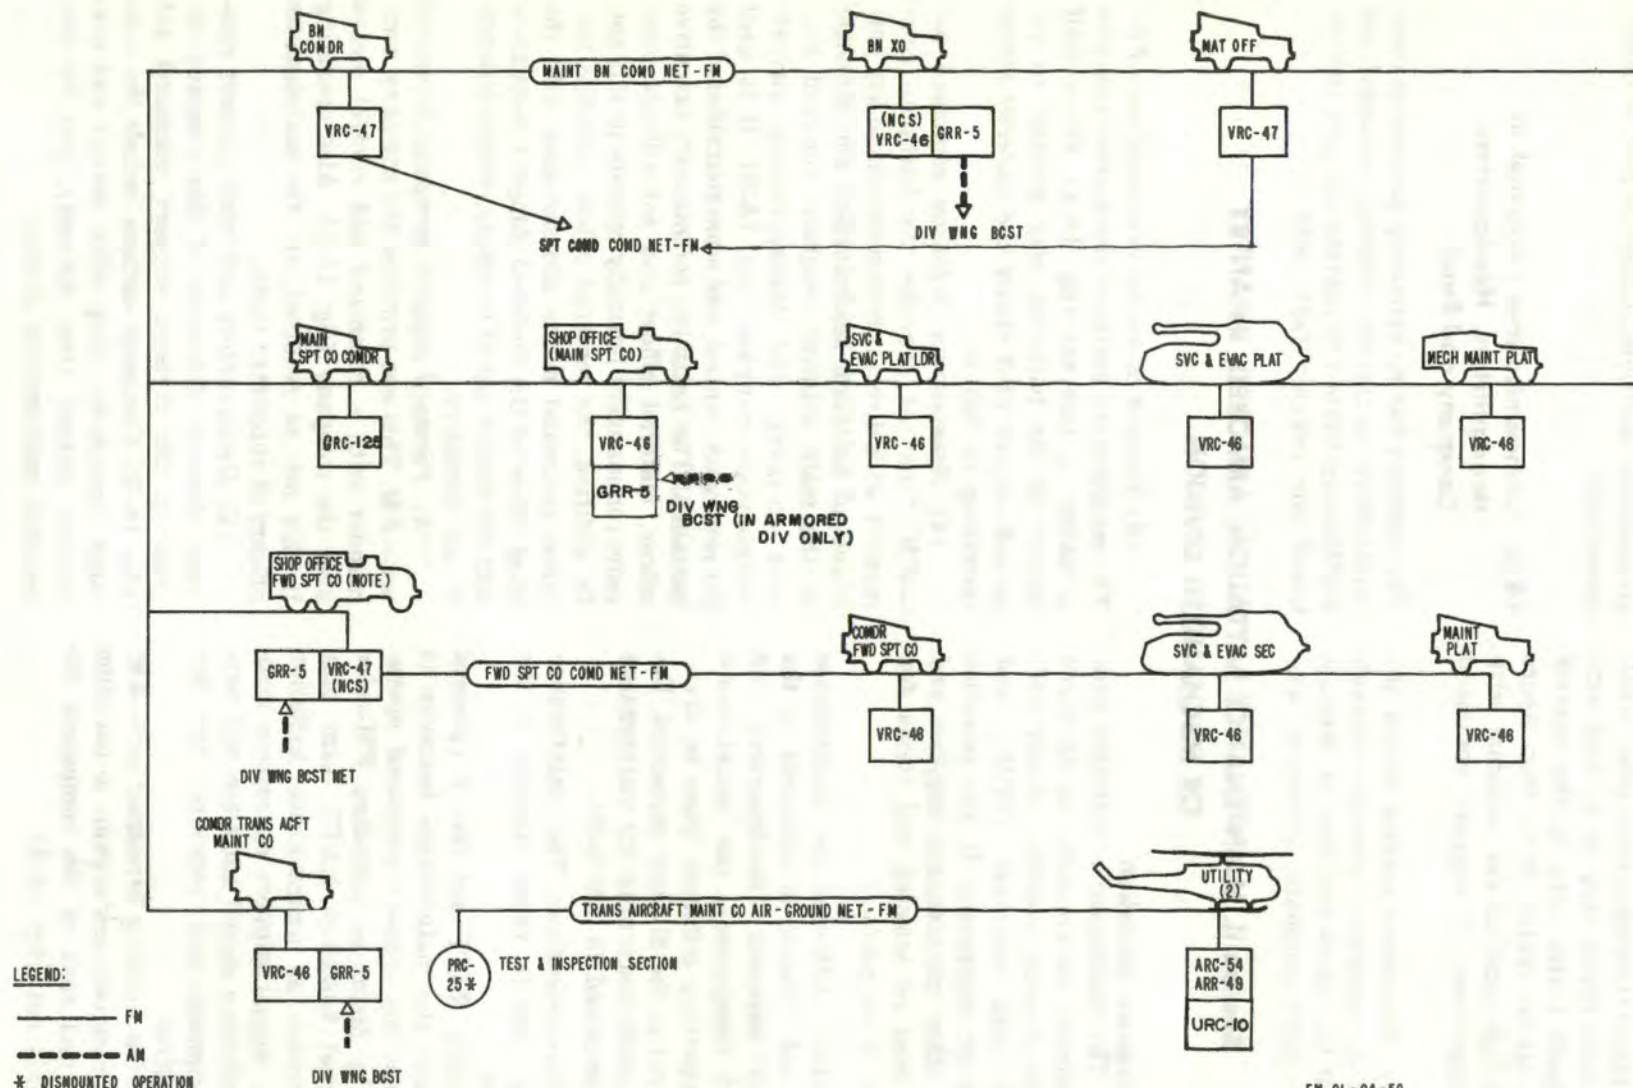 BN
COMDR
MAINT BN COMD NET-FM
BN XO
MAT OFF
VRC-47
(NCS)
VRC-46
GRR-5
VRC-47
SPT COMD COMD NET-FM
DIV WNG BCST
MAIN
SPT CO COMDR
SHOP OFFICE
(MAIN SPT CO)
SVC &
EVAC PLAT LDR
SVC & EVAC PLAT
MECH MAINT PLAT
GRC-125
VRC-46
VRC-46
VRC-46
VRC-46
GRR-5
DIV WNG
BCST (IN ARMORED
DIV ONLY)
SHOP OFFICE
FWD SPT CO (NOTE)
GRR-5
VRC-47
(NCS)
FWD SPT CO COMD NET-FM
COMDR
FWD SPT CO
SVC & EVAC SEC
MAINT
PLAT
VRC-46
VRC-46
VRC-46
DIV WNG BCST NET
COMDR TRANS ACFT
MAINT CO
TRANS AIRCRAFT MAINT CO AIR-GROUND NET-FM
UTILITY
(2)
VRC-46
GRR-5
PRC-
25*
TEST & INSPECTION SECTION
ARC-54
ARR-49
URC-10
DIV WNG BCST
LEGEND:
FM
AM
* DISMOUNTED OPERATION